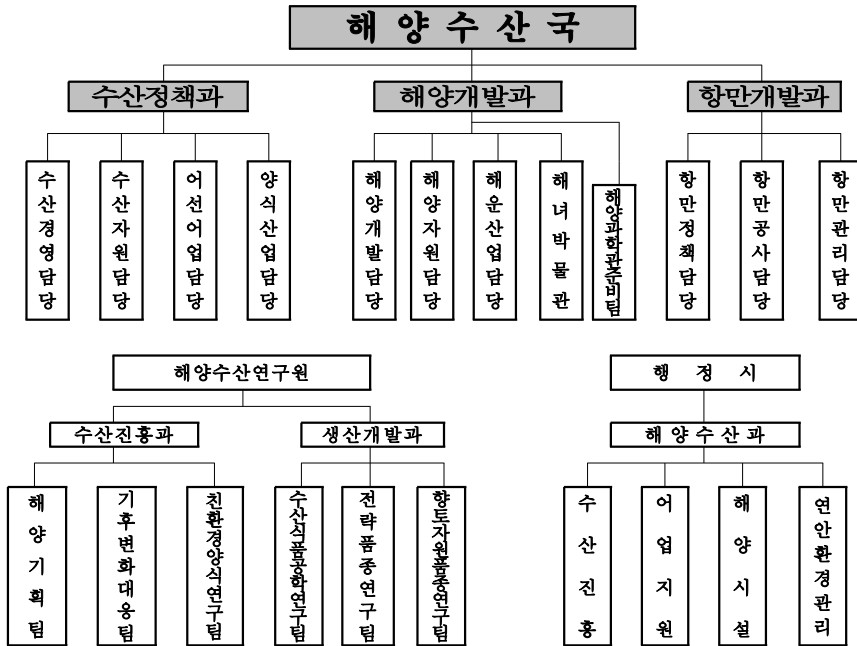 해 양 수 산 국
수산정책과
해양개발과
항만개발과
수산경영담당
수산자원담당
어선어업담당
양식산업담당
해양개발담당
해양자원담당
해운산업담당
해녀박물관
해양과학관준비팀
항만정책담당
항만공사담당
항만관리담당
해양수산연구원
행 정 시
수산진흥과
생산개발과
해 양 수 산 과
해양기획팀
기후변화대응팀
친환경양식연구팀
수산식품공학연구팀
전략품종연구팀
향토자원품종연구팀
수산진흥
어업지원
해양시설
연안환경관리